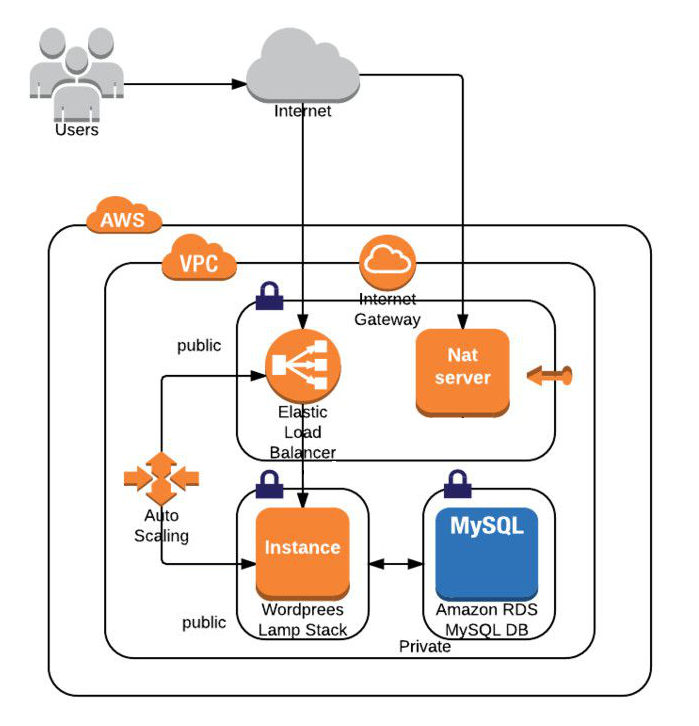 Users
Internet
AWS
VPC
Internet
Gateway
public
Nat
server
Elastic
Load
Balancer
Auto
Scaling
Instance
Wordprees
Lamp Stack
public
MySQL
Amazon RDS
MySQL DB
Private